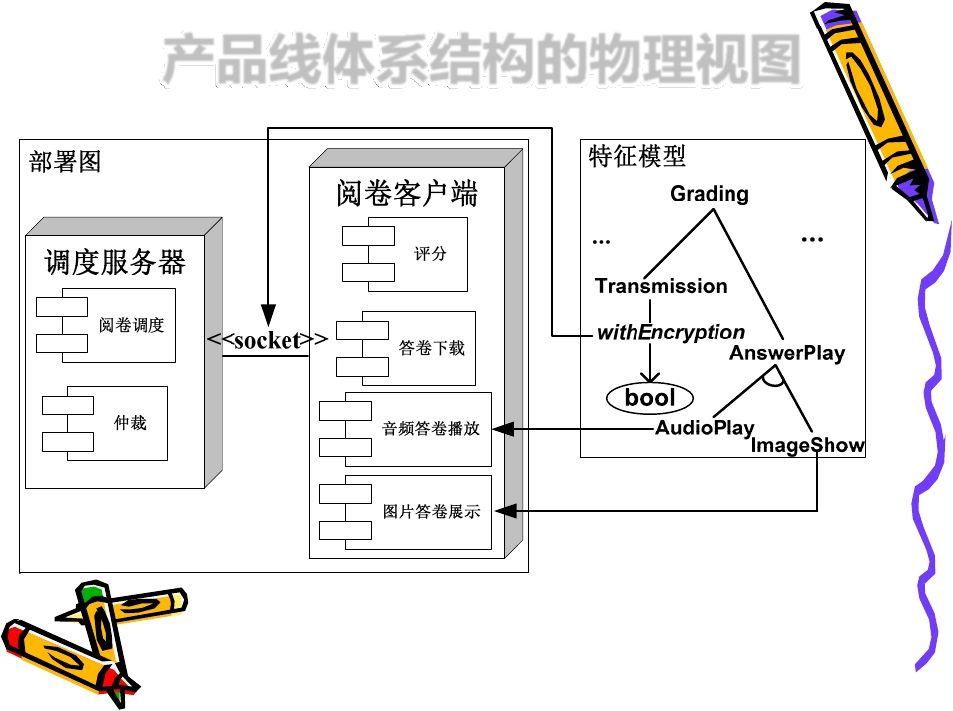 产品线体系结构的物理视图
部署图
调度服务器
阅卷调度
仲裁
<<socket>>
阅卷客户端
评分
答卷下载
音频答卷播放
图片答卷展示
特征模型
Grading
...
...
Transmission
withEncryption
AnswerPlay
bool
AudioPlay
ImageShow